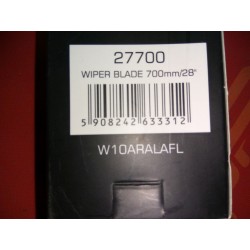 27700
WIPER BLADE 700mm/28"
5 908242 633312
W10ARALAFL